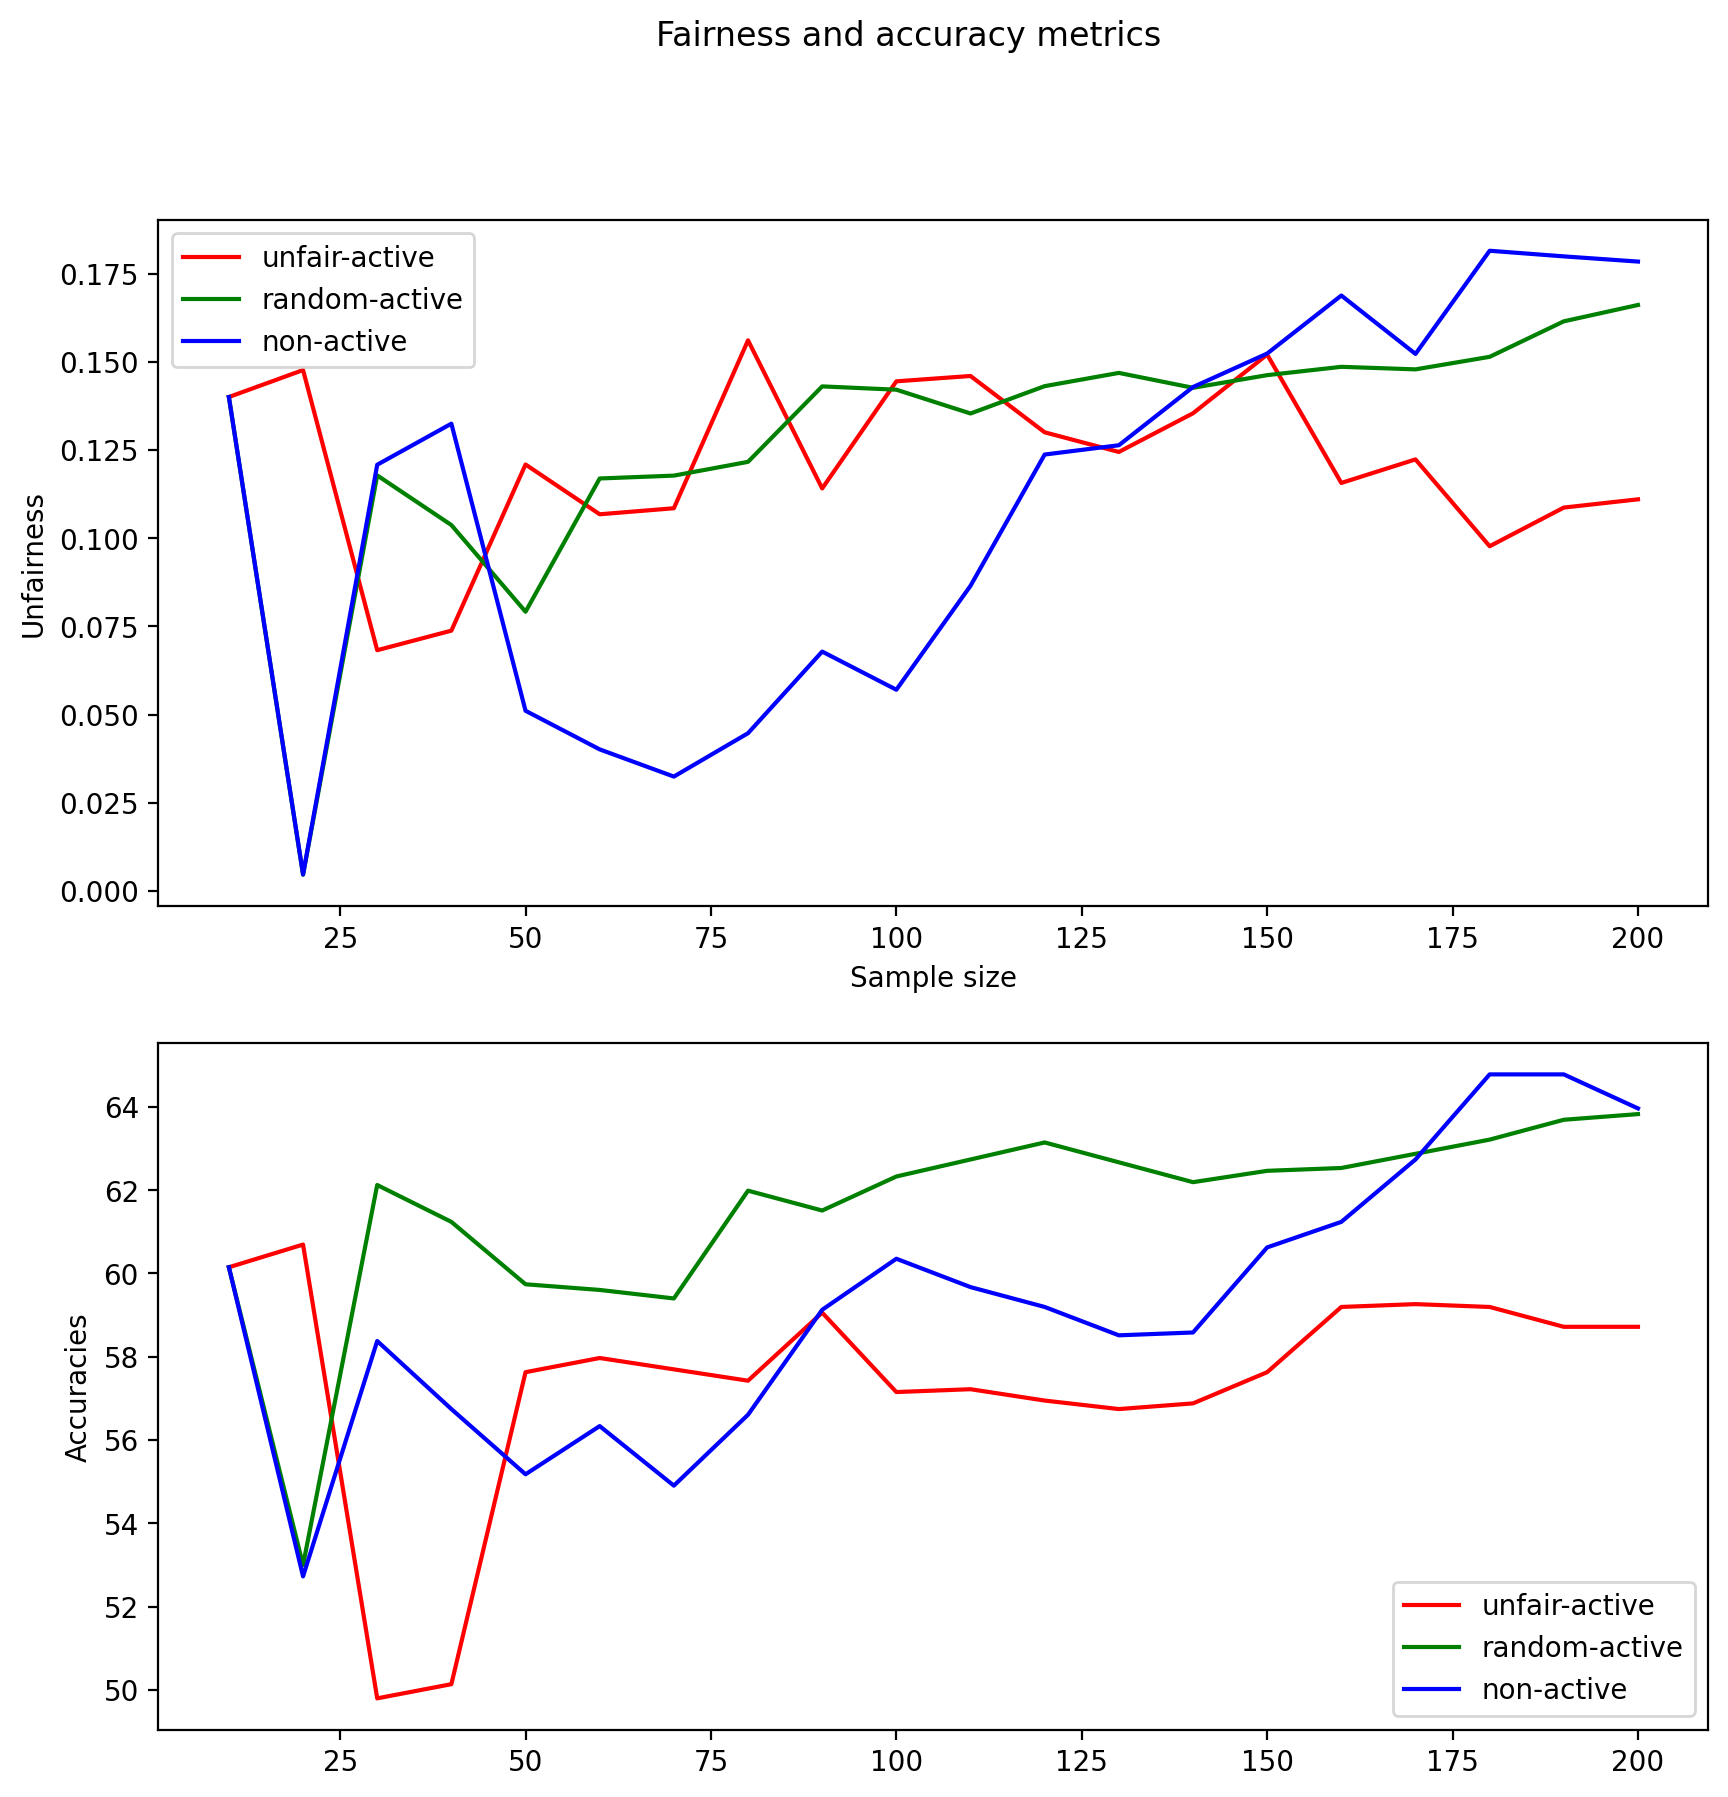 Fairness and accuracy metrics
unfair-active
random-active
non-active
0.175
0.150
0.125
0.100
0.075
0.050
0.025
0.000
Unfairness
25 50 75 100 125 150 175 200
Sample size
64
62
60
58
56
54
52
50
Accuracies
unfair-active
random-active
non-active
25 50 75 100 125 150 175 200